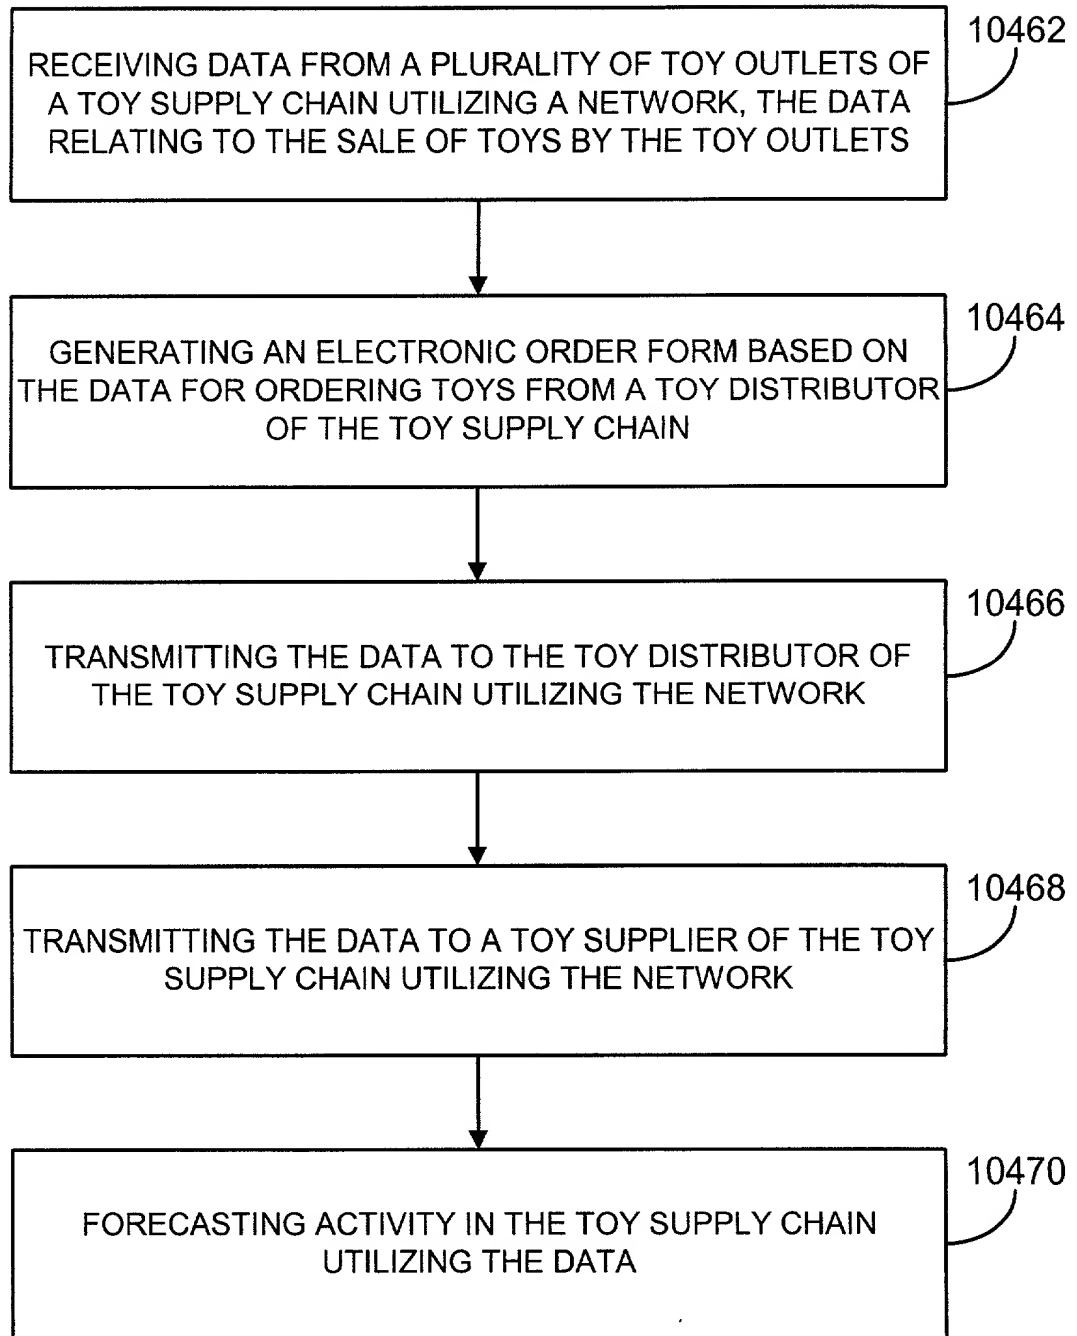 10462
RECEIVING DATA FROM A PLURALITY OF TOY OUTLETS OF
A TOY SUPPLY CHAIN UTILIZING A NETWORK, THE DATA
RELATING TO THE SALE OF TOYS BY THE TOY OUTLETS
10464
GENERATING AN ELECTRONIC ORDER FORM BASED ON
THE DATA FOR ORDERING TOYS FROM A TOY DISTRIBUTOR
OF THE TOY SUPPLY CHAIN
10466
TRANSMITTING THE DATA TO THE TOY DISTRIBUTOR OF
THE TOY SUPPLY CHAIN UTILIZING THE NETWORK
10468
TRANSMITTING THE DATA TO A TOY SUPPLIER OF THE TOY
SUPPLY CHAIN UTILIZING THE NETWORK
10470
FORECASTING ACTIVITY IN THE TOY SUPPLY CHAIN
UTILIZING THE DATA